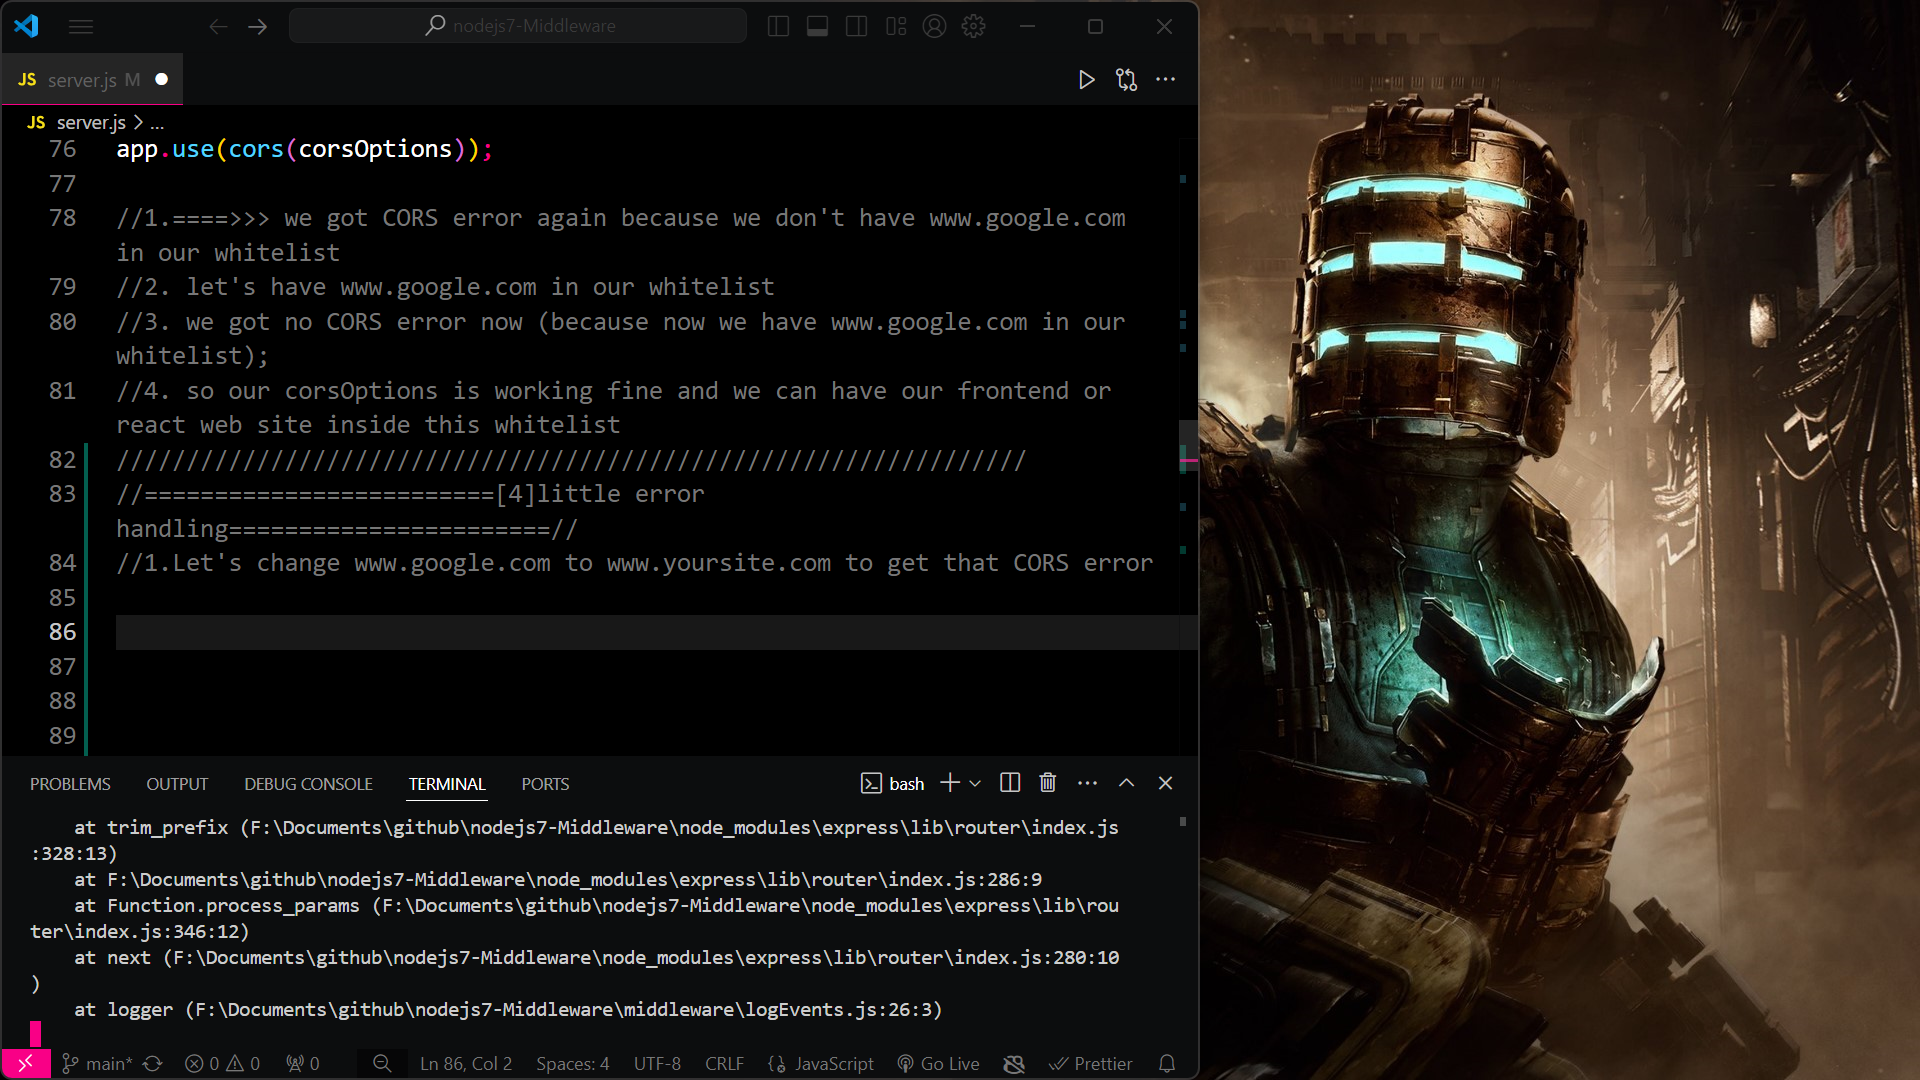 nodejs7-Middleware
JS server.js M
JS server.js > ...
76 app.use(cors(corsOptions));
77
78 //1.====>>> we got CORS error again because we don't have www.google.com
in our whitelist
79 //2. let's have www.google.com in our whitelist
80 //3. we got no CORS error now (because now we have www.google.com in our
whitelist);
81 //4. so our corsOptions is working fine and we can have our frontend or
react web site inside this whitelist
82 /////////////////////////////////////////////////////////////////
83 //=========================[4]little error
handling=======================//
84 //1.Let's change www.google.com to www.yoursite.com to get that CORS error
85
86
87
88
89
PROBLEMS OUTPUT DEBUG CONSOLE TERMINAL PORTS bash
at trim_prefix (F:\Documents\github\nodejs7-Middleware\node_modules\express\lib\router\index.js
:328:13)
at F:\Documents\github\nodejs7-Middleware\node_modules\express\lib\router\index.js:286:9
at Function.process_params (F:\Documents\github\nodejs7-Middleware\node_modules\express\lib\rou
ter\index.js:346:12)
at next (F:\Documents\github\nodejs7-Middleware\node_modules\express\lib\router\index.js:280:10
)
at logger (F:\Documents\github\nodejs7-Middleware\middleware\logEvents.js:26:3)
main* 0 0 0 Ln 86, Col 2 Spaces: 4 UTF-8 CRLF {} JavaScript Go Live Prettier